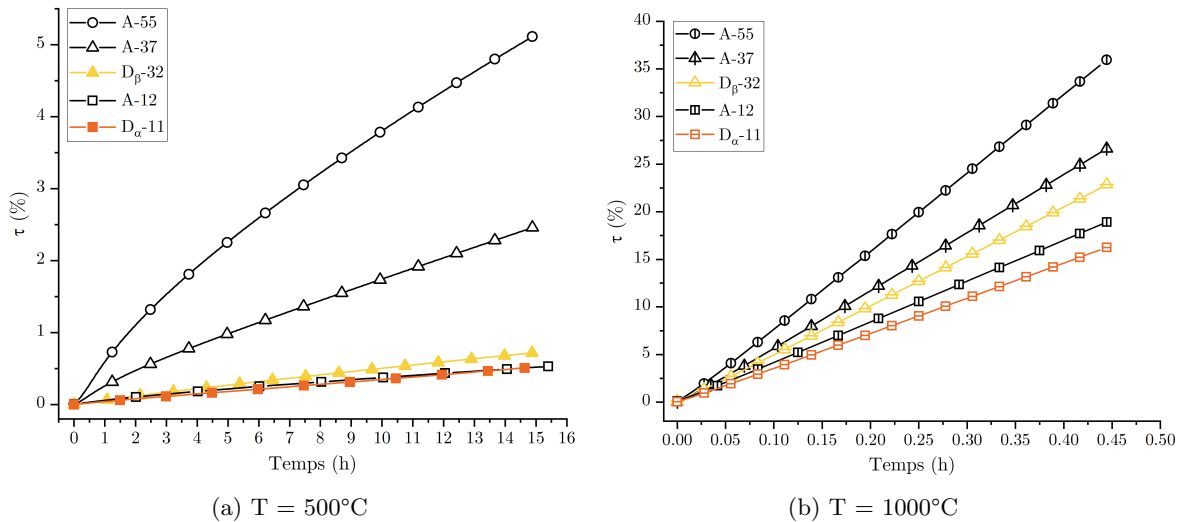 A-55
A-37
Dβ-32
A-12
Dα-11
5
4
3
2
1
0
τ (%)
0 1 2 3 4 5 6 7 8 9 10 11 12 13 14 15 16
Temps (h)
(a) T = 500°C
A-55
A-37
Dβ-32
A-12
Dα-11
40
35
30
25
20
15
10
5
0
τ (%)
0.00 0.05 0.10 0.15 0.20 0.25 0.30 0.35 0.40 0.45 0.50
Temps (h)
(b) T = 1000°C